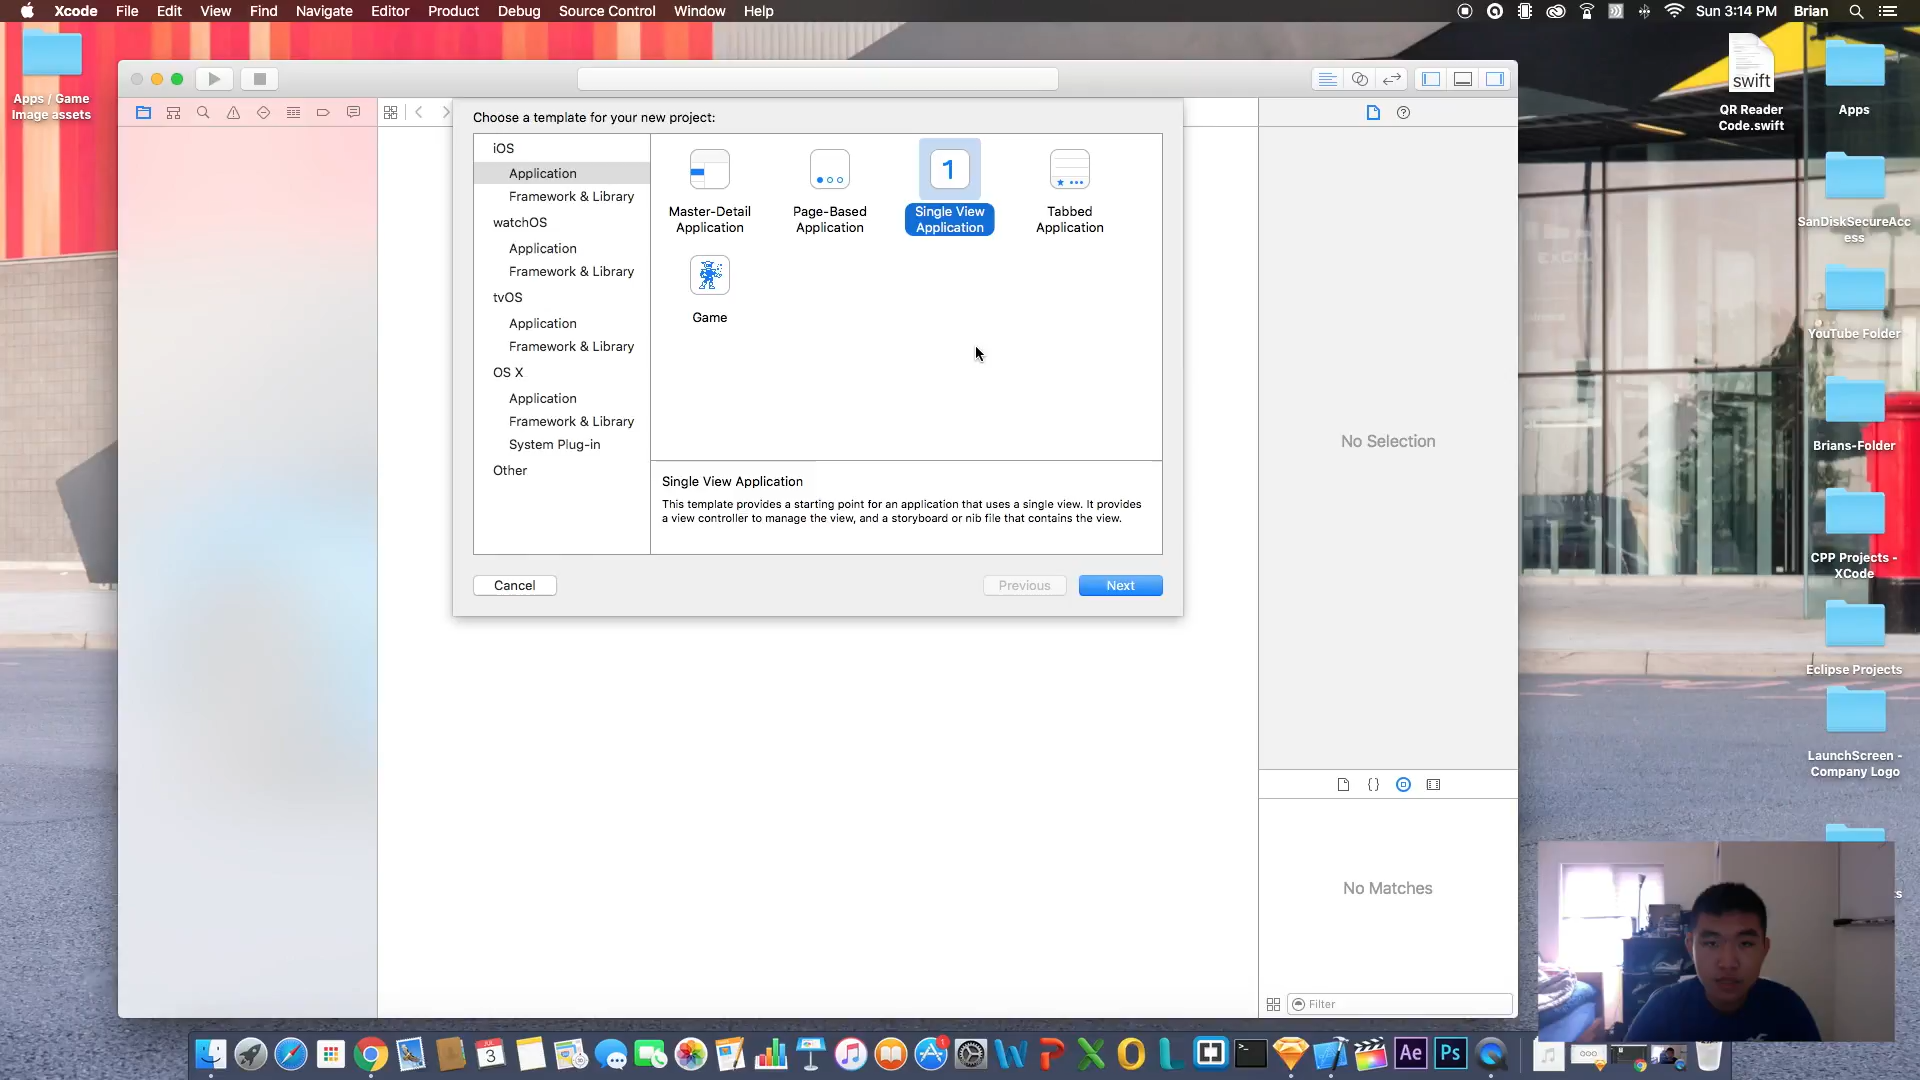 Xcode File Edit View Find Navigate Editor Product Debug Source Control Window Help
Sun 3:14 PM Brian
Apps / Game
Image assets
swift
QR Reader
Code.swift
Apps
SanDiskSecureAcc
ess
YouTube Folder
Brians-Folder
CPP Projects -
XCode
Eclipse Projects
LaunchScreen -
Company Logo
Choose a template for your new project:
iOS
Application
Framework & Library
watchOS
Application
Framework & Library
tvOS
Application
Framework & Library
OS X
Application
Framework & Library
System Plug-in
Other
Master-Detail
Application
Page-Based
Application
1
Single View
Application
Tabbed
Application
Game
Single View Application
This template provides a starting point for an application that uses a single view. It provides
a view controller to manage the view, and a storyboard or nib file that contains the view.
Cancel
Previous
Next
No Selection
No Matches
Filter
JUL
3
1
Ae
Ps